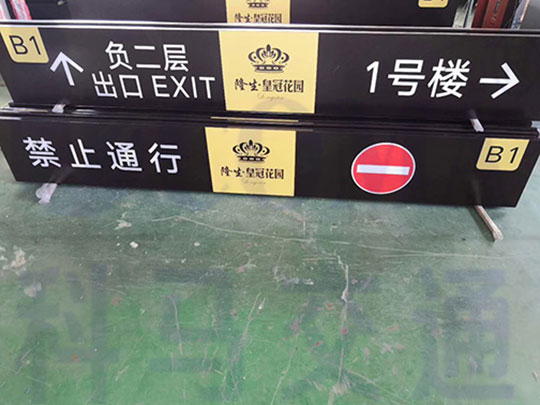 B1
↑ 负二层
出口 EXIT
隆生·皇冠花园
1号楼 →
禁止通行
隆生·皇冠花园
B1